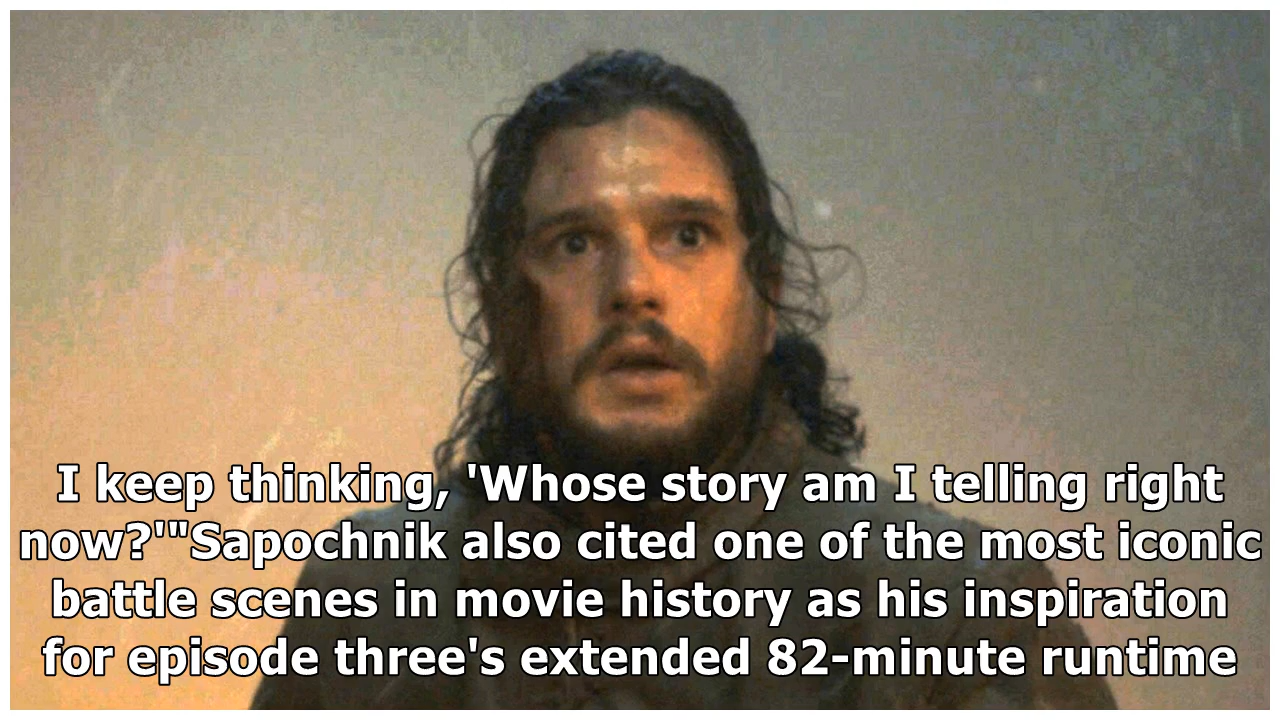 I keep thinking, 'Whose story am I telling right
now?'"Sapochnik also cited one of the most iconic
battle scenes in movie history as his inspiration
for episode three's extended 82-minute runtime